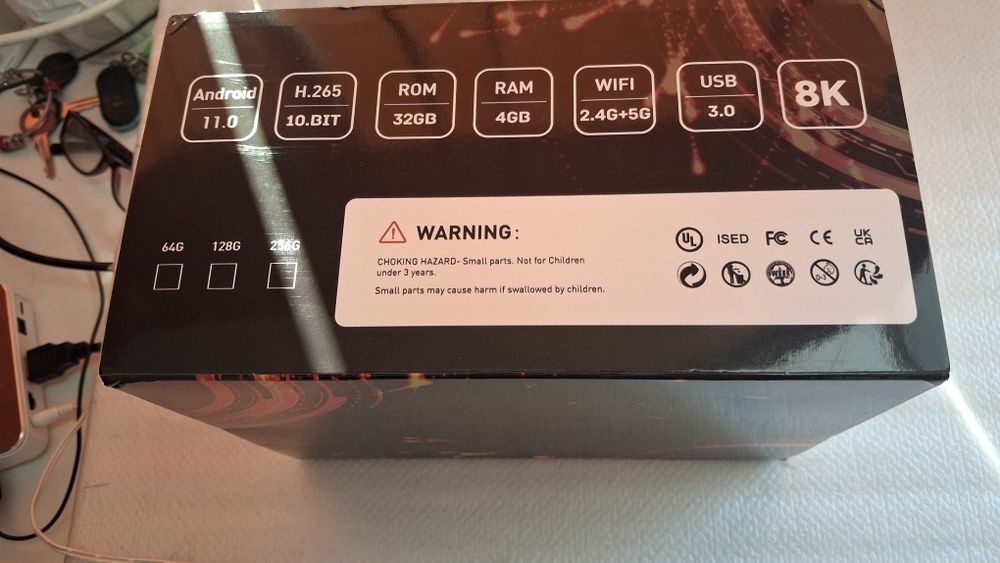 Android
11.0
H.265
10.BIT
ROM
32GB
RAM
4GB
WIFI
2.4G+5G
USB
3.0
8K
64G
128G
256G
WARNING:
CHOKING HAZARD- Small parts. Not for Children
under 3 years.
Small parts may cause harm if swallowed by children.
UL
ISED
FC
CE
UK
CA
0-3